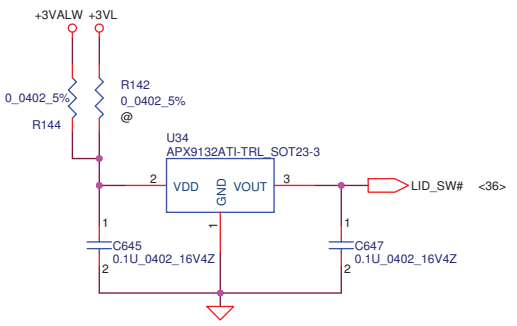 +3VALW +3VL
R142
0_0402_5% 0_0402_5%
@
R144
U34
APX9132ATI-TRL_SOT23-3
2 VDD GND VOUT 3
LID_SW# <36>
1
1 1
C645 C647
0.1U_0402_16V4Z 0.1U_0402_16V4Z
2 2